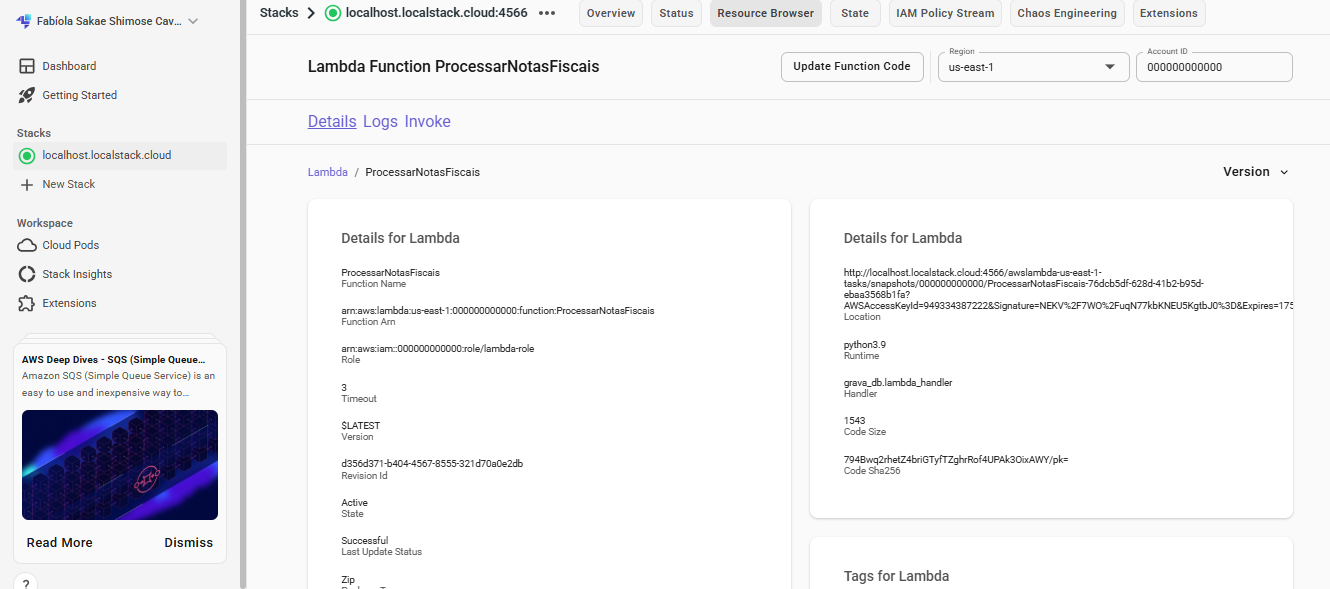 Fabíola Sakae Shimose Cav...
Dashboard
Getting Started
Stacks
localhost.localstack.cloud
New Stack
Workspace
Cloud Pods
Stack Insights
Extensions
AWS Deep Dives - SQS (Simple Queue...
Amazon SQS (Simple Queue Service) is an
easy to use and inexpensive way to...
Read More Dismiss
?
Stacks localhost.localstack.cloud:4566
Overview Status Resource Browser State IAM Policy Stream Chaos Engineering Extensions
Lambda Function ProcessarNotasFiscais
Update Function Code
Region
us-east-1
Account ID
000000000000
Details Logs Invoke
Lambda / ProcessarNotasFiscais
Version
Details for Lambda
ProcessarNotasFiscais
Function Name
arn:aws:lambda:us-east-1:000000000000:function:ProcessarNotasFiscais
Function Arn
arn:aws:iam::000000000000:role/lambda-role
Role
3
Timeout
$LATEST
Version
d356d371-b404-4567-8555-321d70a0e2db
Revision Id
Active
State
Successful
Last Update Status
Zip
Details for Lambda
http://localhost.localstack.cloud:4566/awslambda-us-east-1-
tasks/snapshots/000000000000/ProcessarNotasFiscais-76dcb5df-628d-41b2-b95d-
ebaa3568b1fa?
AWSAccessKeyId=949334387222&Signature=NEKV%2F7WO%2FuqN77kbKNEU5KgtbJ0%3D&Expires=175
Location
python3.9
Runtime
grava_db.lambda_handler
Handler
1543
Code Size
794Bwq2rhetZ4briGTyfTZghrRof4UPAk3OixAWY/pk=
Code Sha256
Tags for Lambda